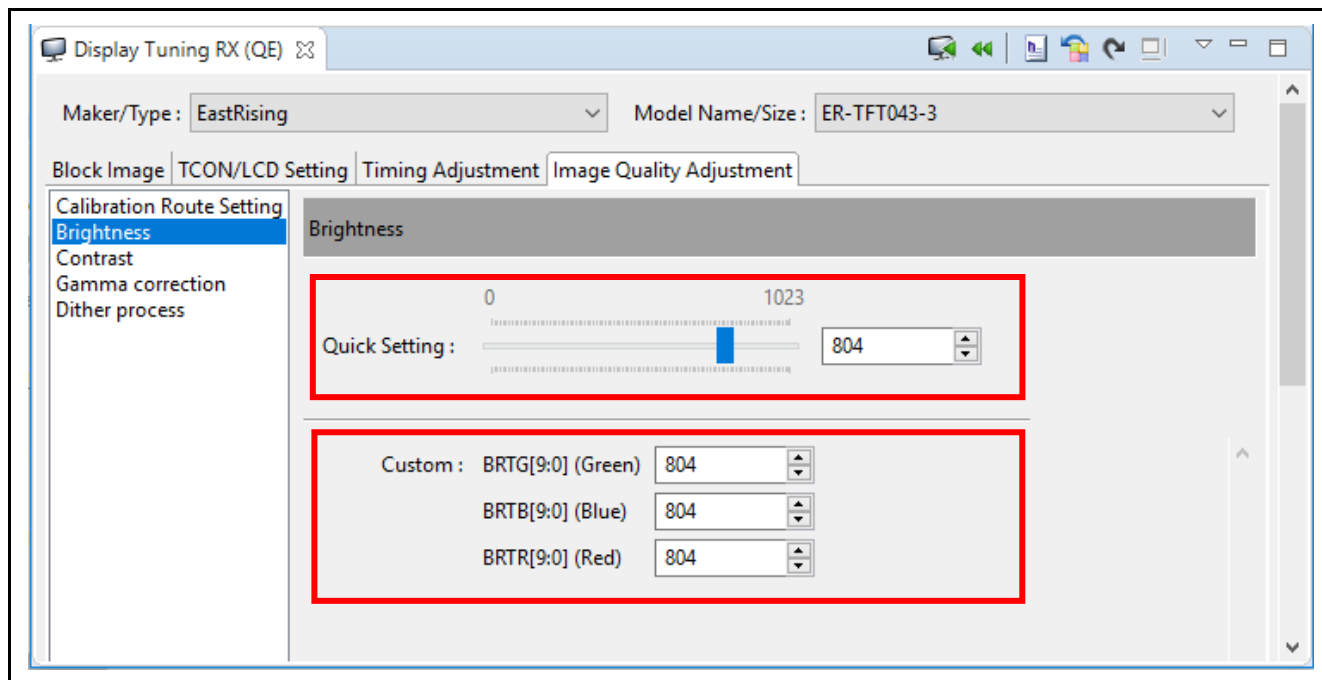 Display Tuning RX (QE)
Maker/Type : EastRising Model Name/Size : ER-TFT043-3
Block Image TCON/LCD Setting Timing Adjustment Image Quality Adjustment
Calibration Route Setting
Brightness
Contrast
Gamma correction
Dither process
Brightness
0 1023
Quick Setting : 804
Custom : BRTG[9:0] (Green) 804
BRTB[9:0] (Blue) 804
BRTR[9:0] (Red) 804